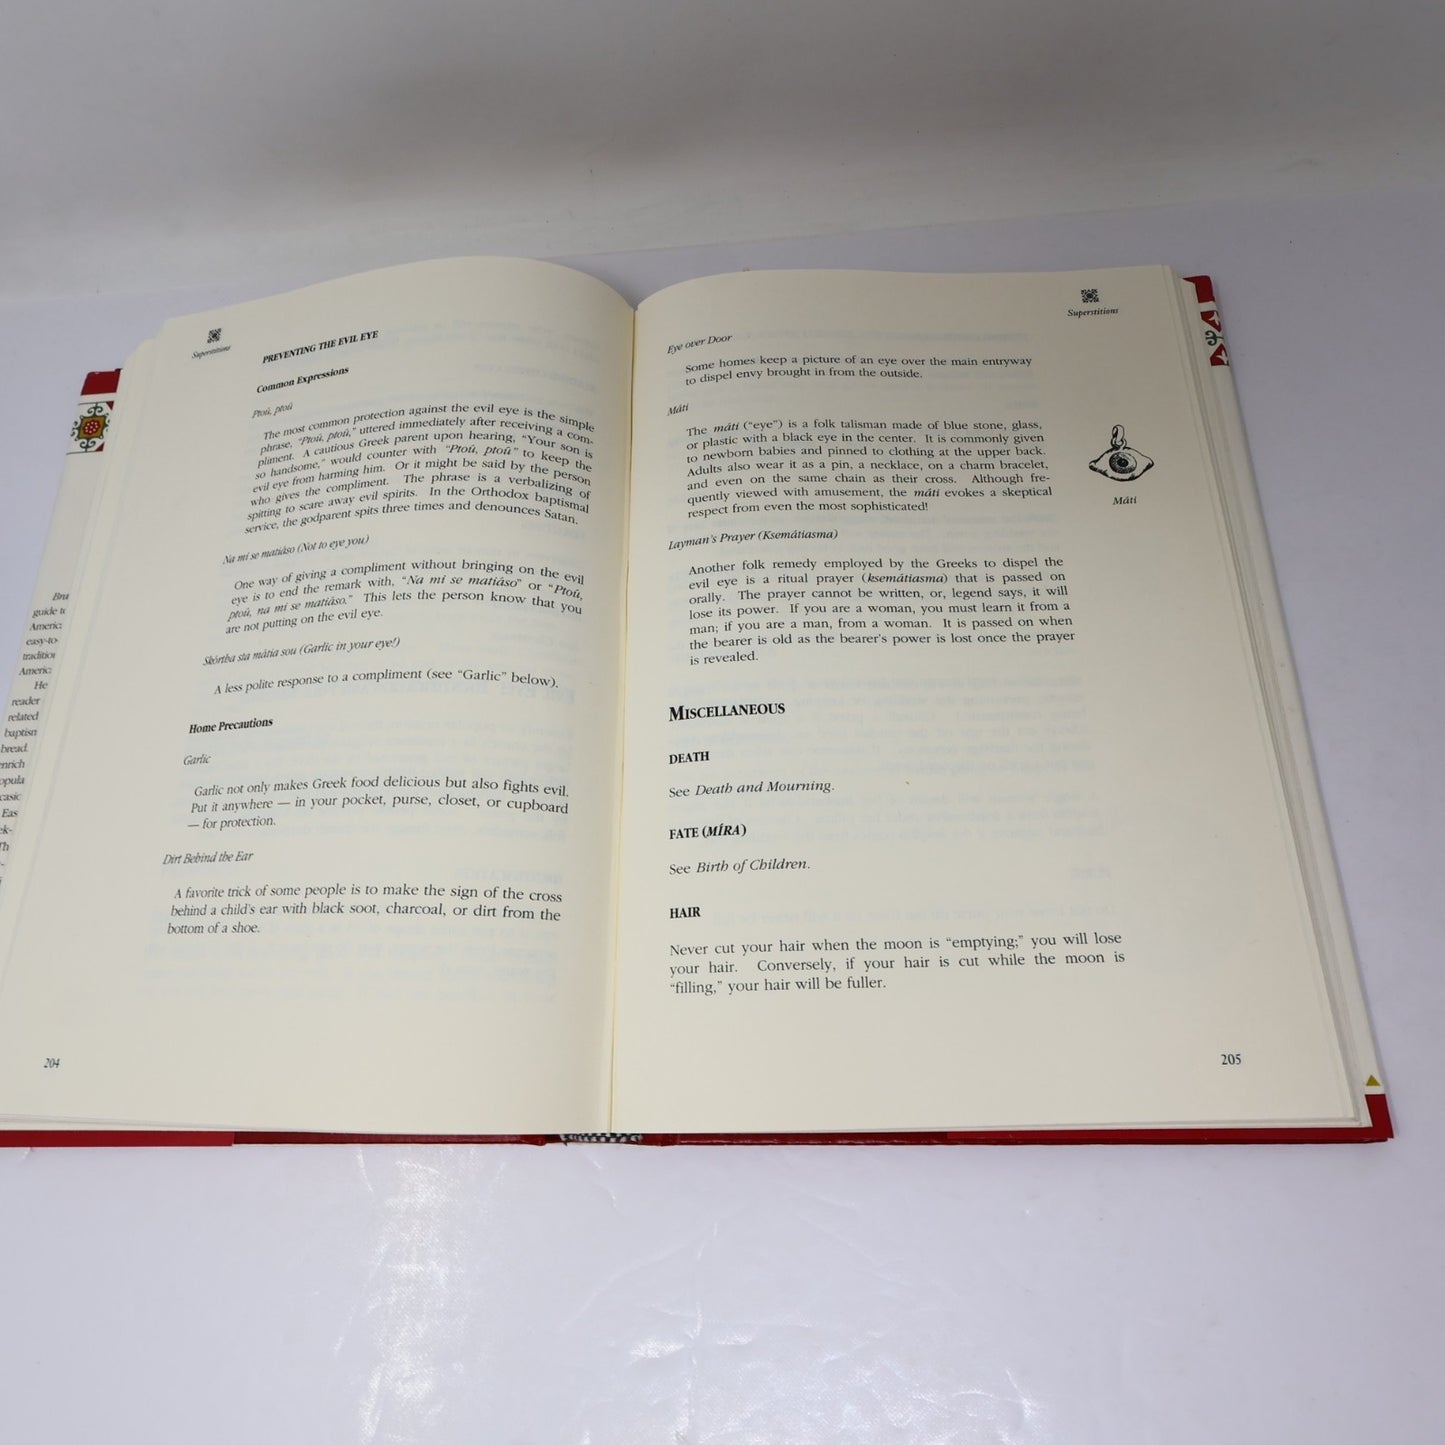 Bra
guide to
easy-to-
He
reader
related
bread
Superstitions
PREVENTING THE EVIL EYE
Common Expressions
Ptoú, ptoú
The most common protection against the evil eye is the simple
phrase, “Ptoú, ptoú,” uttered immediately after receiving a com-
pliment. A cautious Greek parent upon hearing, “Your son is
so handsome,” would counter with “Ptoú, ptoú” to keep the
evil eye from harming him. Or it might be said by the person
who gives the compliment. The phrase is a verbalizing of
spitting to scare away evil spirits. In the Orthodox baptismal
service, the godparent spits three times and denounces Satan.
Na mí se matiáso (Not to eye you)
One way of giving a compliment without bringing on the evil
eye is to end the remark with, “Na mí se matiáso” or “Ptoú,
ptoú, na mí se matiáso.” This lets the person know that you
are not putting on the evil eye.
Skórtha sta mátia sou (Garlic in your eye!)
A less polite response to a compliment (see “Garlic” below).
Home Precautions
Garlic
Garlic not only makes Greek food delicious but also fights evil.
Put it anywhere — in your pocket, purse, closet, or cupboard
— for protection.
Dirt Behind the Ear
A favorite trick of some people is to make the sign of the cross
behind a child's ear with black soot, charcoal, or dirt from the
bottom of a shoe.
204
Superstitions
Eye over Door
Some homes keep a picture of an eye over the main entryway
to dispel envy brought in from the outside.
Máti
The máti (“eye”) is a folk talisman made of blue stone, glass,
or plastic with a black eye in the center. It is commonly given
to newborn babies and pinned to clothing at the upper back.
Adults also wear it as a pin, a necklace, on a charm bracelet,
and even on the same chain as their cross. Although fre-
quently viewed with amusement, the máti evokes a skeptical
respect from even the most sophisticated!
Máti
Layman's Prayer (Ksemátiasma)
Another folk remedy employed by the Greeks to dispel the
evil eye is a ritual prayer (ksemátiasma) that is passed on
orally. The prayer cannot be written, or, legend says, it will
lose its power. If you are a woman, you must learn it from a
man; if you are a man, from a woman. It is passed on when
the bearer is old as the bearer's power is lost once the prayer
is revealed.
MISCELLANEOUS
DEATH
See Death and Mourning.
FATE (MÍRA)
See Birth of Children.
HAIR
Never cut your hair when the moon is “emptying;” you will lose
your hair. Conversely, if your hair is cut while the moon is
“filling,” your hair will be fuller.
205